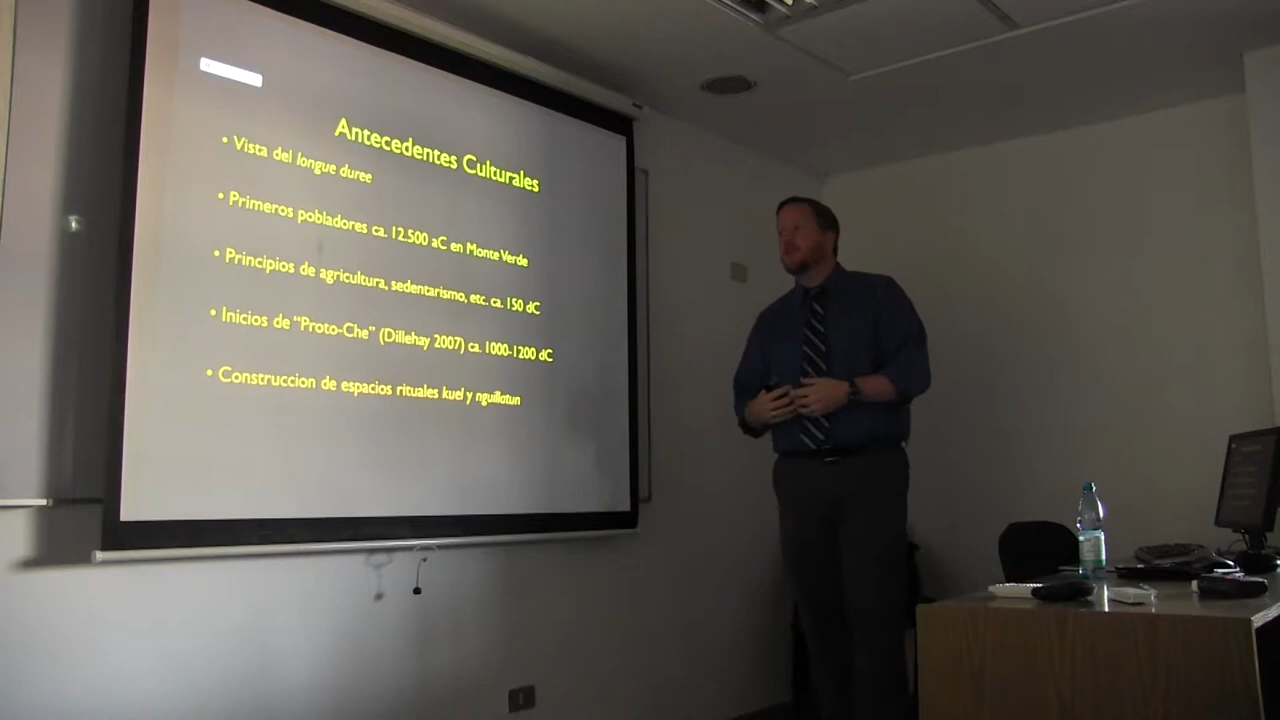 Antecedentes Culturales
• Vista del longue duree
• Primeros pobladores ca. 12.500 aC en Monte Verde
• Principios de agricultura, sedentarismo, etc. ca. 150 dC
• Inicios de “Proto-Che” (Dillehay 2007) ca. 1000-1200 dC
• Construccion de espacios rituales kuel y nguillatun